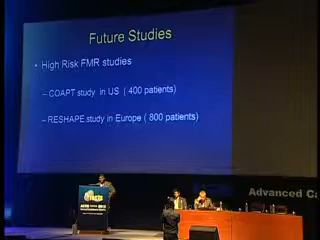 Future Studies
• High Risk FMR studies
– COAPT study in US ( 400 patients)
– RESHAPE study in Europe ( 800 patients)
Advanced Ca